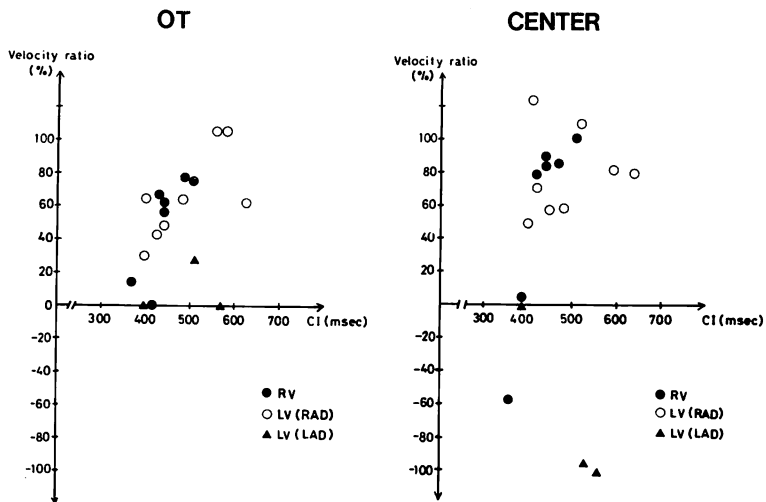 OT
Velocity ratio
(%)
100
80
60
40
20
0
-20
-40
-60
-80
-100
300 400 500 600 CI (msec)
RV
LV (RAD)
LV (LAD)
CENTER
Velocity ratio
(%)
100
80
60
40
20
0
-20
-40
-60
-80
-100
300 400 500 600 700 CI (msec)
RV
LV (RAD)
LV (LAD)